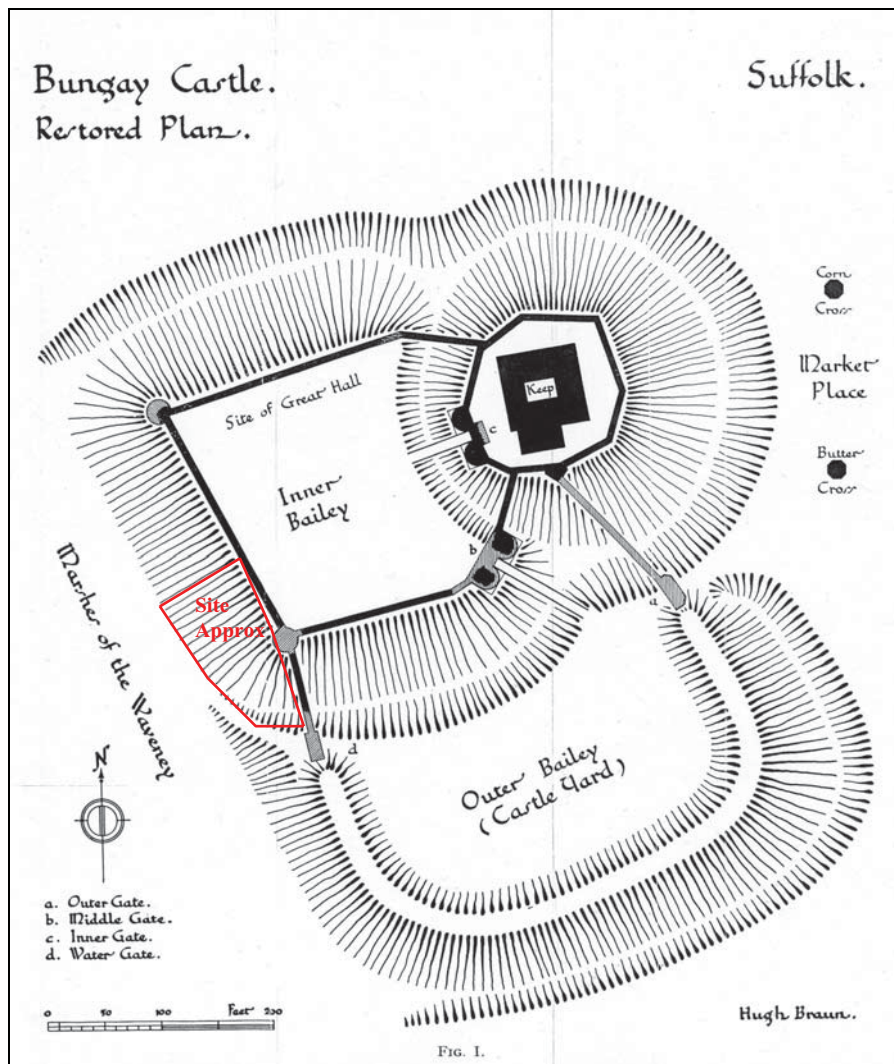 Bungay Castle.
Restored Plan.
Suffolk.
Corn
Cross
Market
Place
Butter
Cross
Keep
c
Site of Great Hall
Inner
Bailey
b
a
Site
Approx
Marshes of the Waveney
d
Outer Bailey
(Castle Yard)
N
a. Outer Gate.
b. Middle Gate.
c. Inner Gate.
d. Water Gate.
0 50 100 Feet 200
Hugh Braun.
FIG. I.